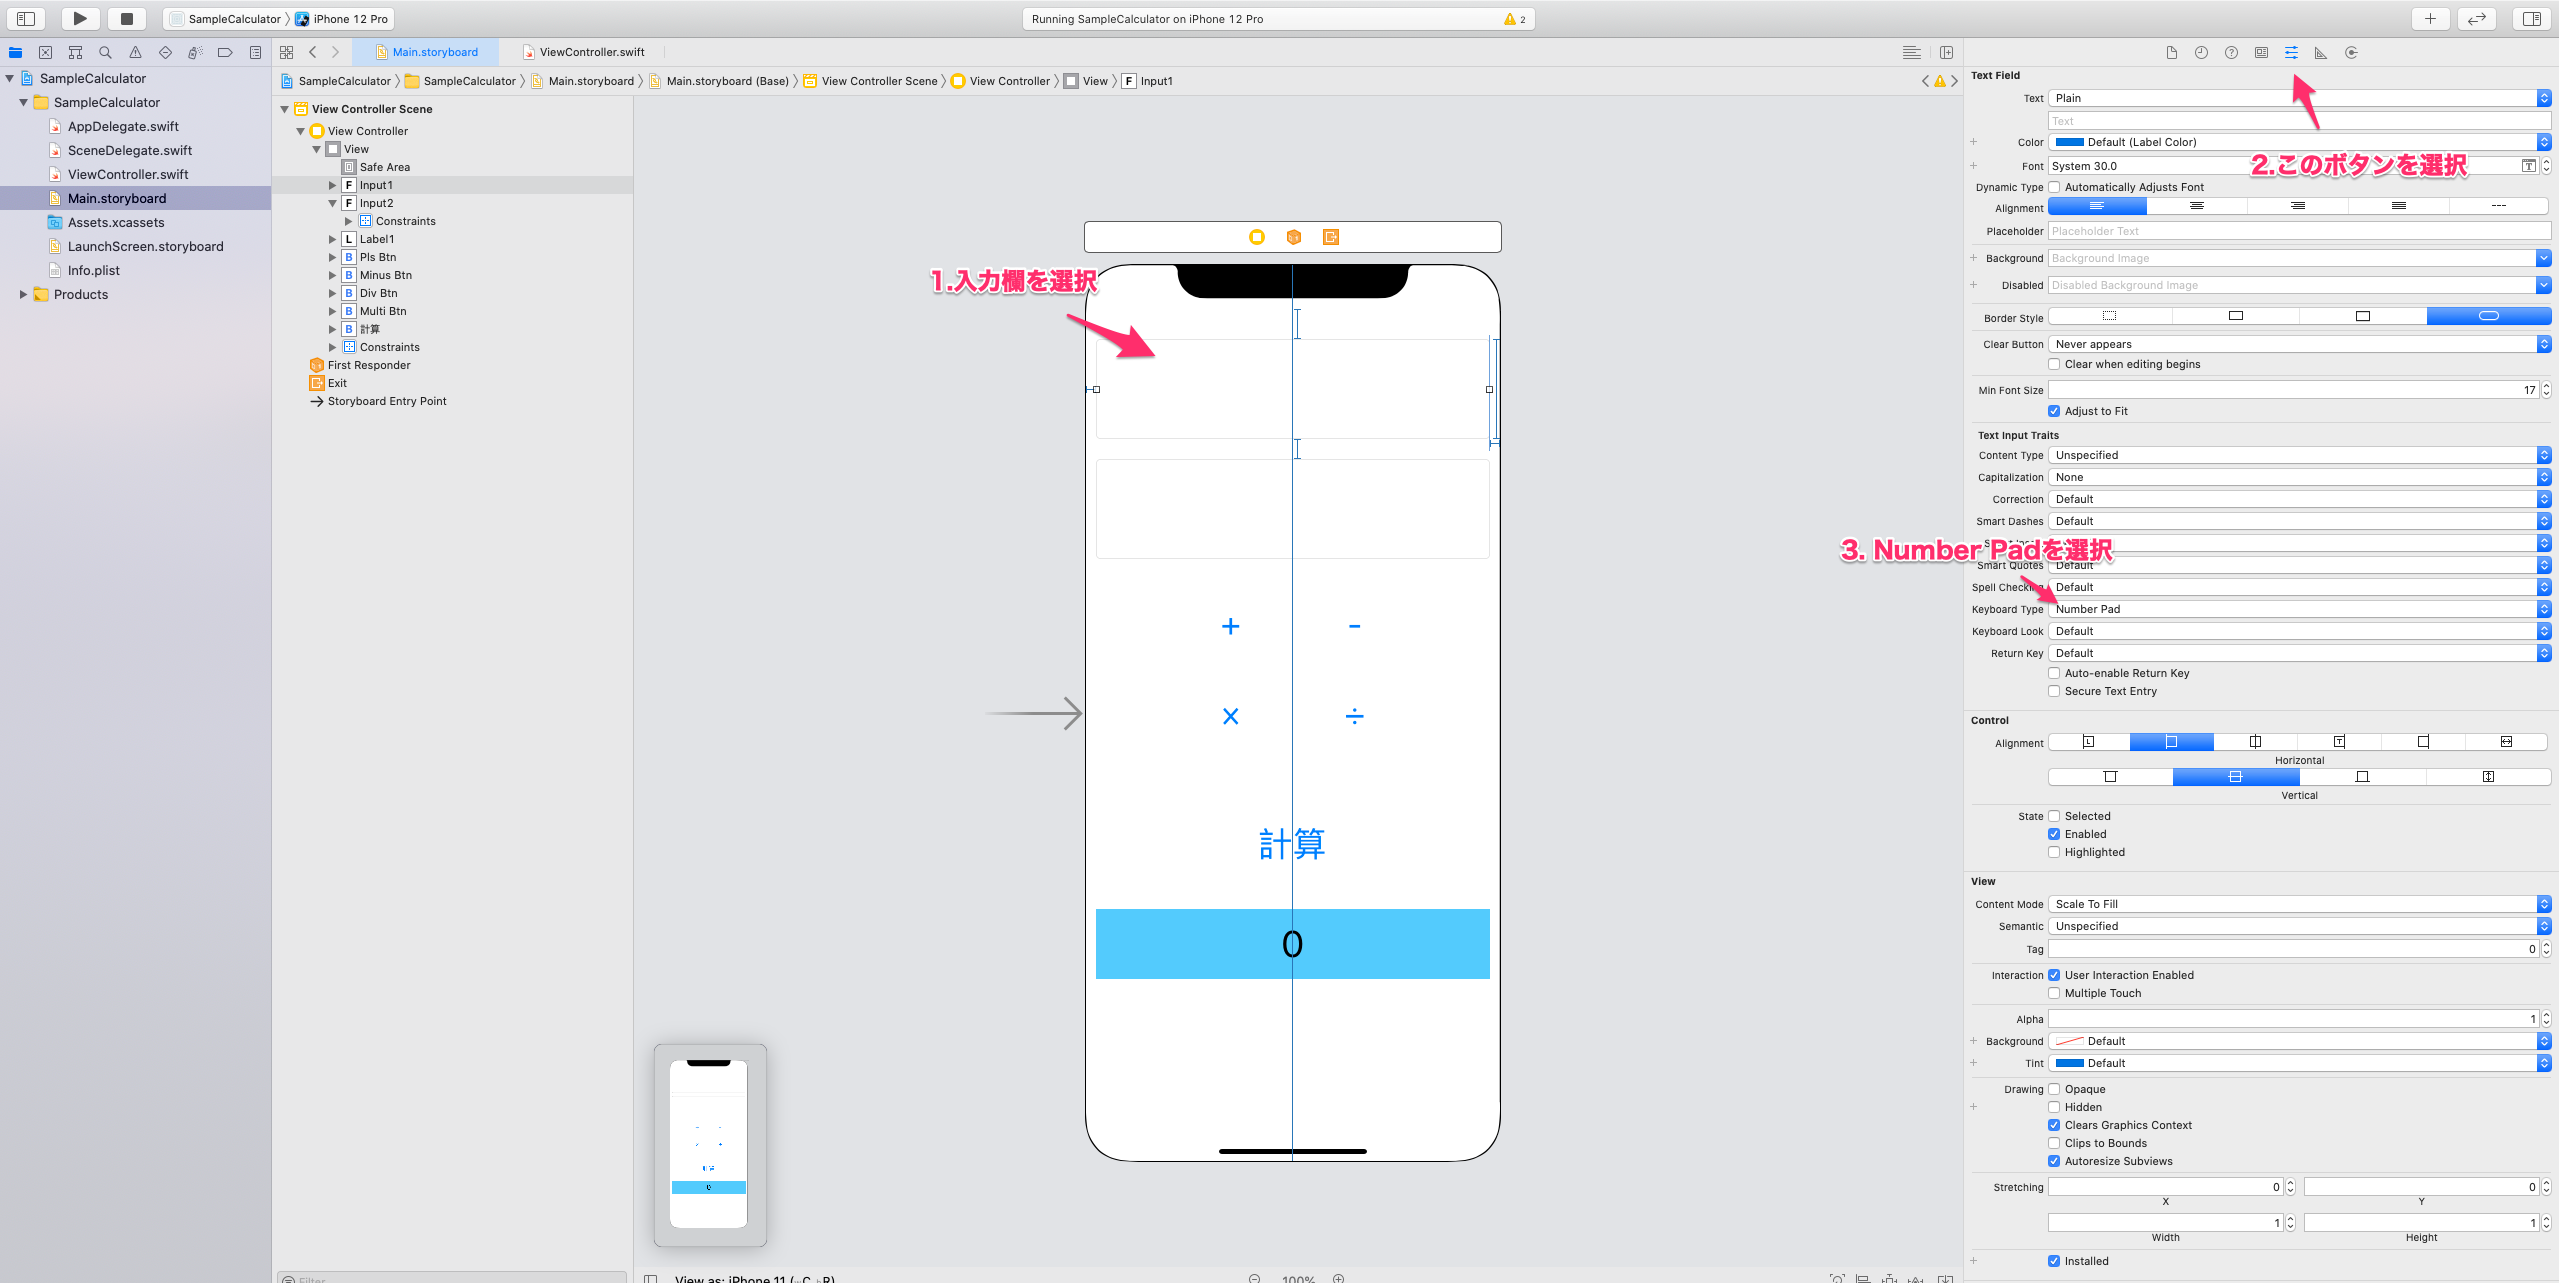 SampleCalculator 〉 iPhone 12 Pro
Running SampleCalculator on iPhone 12 Pro
2
Main.storyboard
ViewController.swift
SampleCalculator
SampleCalculator
AppDelegate.swift
SceneDelegate.swift
ViewController.swift
Main.storyboard
Assets.xcassets
LaunchScreen.storyboard
Info.plist
Products
SampleCalculator 〉 SampleCalculator 〉 Main.storyboard 〉 Main.storyboard (Base) 〉 View Controller Scene 〉 View Controller 〉 View 〉 F Input1
View Controller Scene
View Controller
View
Safe Area
F Input1
F Input2
Constraints
L Label1
B Pls Btn
B Minus Btn
B Div Btn
B Multi Btn
B 計算
Constraints
First Responder
Exit
Storyboard Entry Point
Filter
1.入力欄を選択
+
-
×
÷
計算
0
View as: iPhone 11 (wC hR)
100%
2.このボタンを選択
3. Number Padを選択
Text Field
Text Plain
Text
Color Default (Label Color)
Font System 30.0
Dynamic Type Automatically Adjusts Font
Alignment
Placeholder Placeholder Text
Background Background Image
Disabled Disabled Background Image
Border Style
Clear Button Never appears
Clear when editing begins
Min Font Size 17
Adjust to Fit
Text Input Traits
Content Type Unspecified
Capitalization None
Correction Default
Smart Dashes Default
Smart Quotes Default
Spell Checking Default
Keyboard Type Number Pad
Keyboard Look Default
Return Key Default
Auto-enable Return Key
Secure Text Entry
Control
Alignment
Horizontal
Vertical
State Selected
Enabled
Highlighted
View
Content Mode Scale To Fill
Semantic Unspecified
Tag 0
Interaction User Interaction Enabled
Multiple Touch
Alpha 1
Background Default
Tint Default
Drawing Opaque
Hidden
Clears Graphics Context
Clips to Bounds
Autoresize Subviews
Stretching 0 0
X Y
1 1
Width Height
Installed